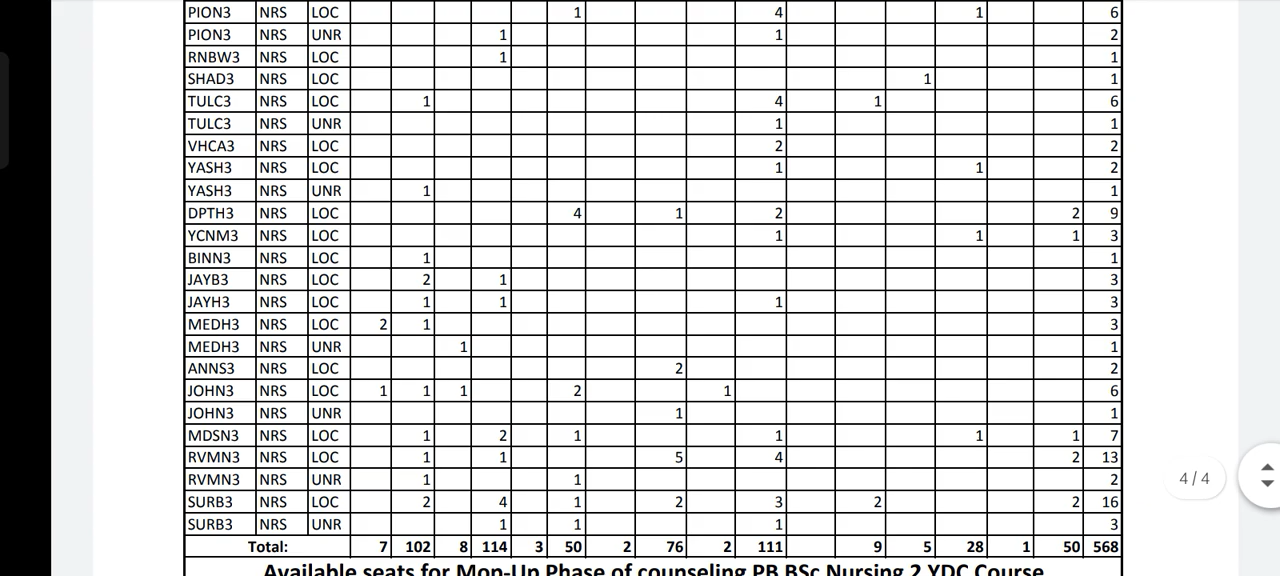 PION3 NRS LOC 1 4 1 6
PION3 NRS UNR 1 1 2
RNBW3 NRS LOC 1 1
SHAD3 NRS LOC 1 1
TULC3 NRS LOC 1 4 1 6
TULC3 NRS UNR 1 1
VHCA3 NRS LOC 2 2
YASH3 NRS LOC 1 1 2
YASH3 NRS UNR 1 1
DPTH3 NRS LOC 4 1 2 2 9
YCNM3 NRS LOC 1 1 1 3
BINN3 NRS LOC 1 1
JAYB3 NRS LOC 2 1 3
JAYH3 NRS LOC 1 1 1 3
MEDH3 NRS LOC 2 1 3
MEDH3 NRS UNR 1 1
ANNS3 NRS LOC 2 2
JOHN3 NRS LOC 1 1 1 2 1 6
JOHN3 NRS UNR 1 1
MDSN3 NRS LOC 1 2 1 1 1 1 7
RVMN3 NRS LOC 1 1 5 4 2 13
RVMN3 NRS UNR 1 1 2
SURB3 NRS LOC 2 4 1 2 3 2 2 16
SURB3 NRS UNR 1 1 1 3
Total: 7 102 8 114 3 50 2 76 2 111 9 5 28 1 50 568
Available seats for Mop-Up Phase of counseling PB BSc Nursing 2 YDC Course
4 / 4